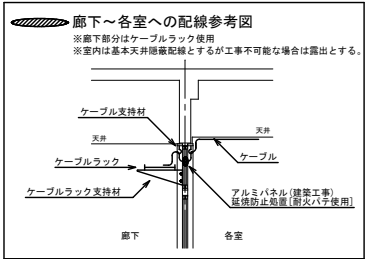 廊下～各室への配線参考図
※廊下部分はケーブルラック使用
※室内は基本天井隠蔽配線とするが工事不可能な場合は露出とする。
ケーブル支持材
天井
天井
ケーブル
ケーブルラック
ケーブルラック支持材
アルミパネル(建築工事)
延焼防止処置[耐火パテ使用]
廊下
各室